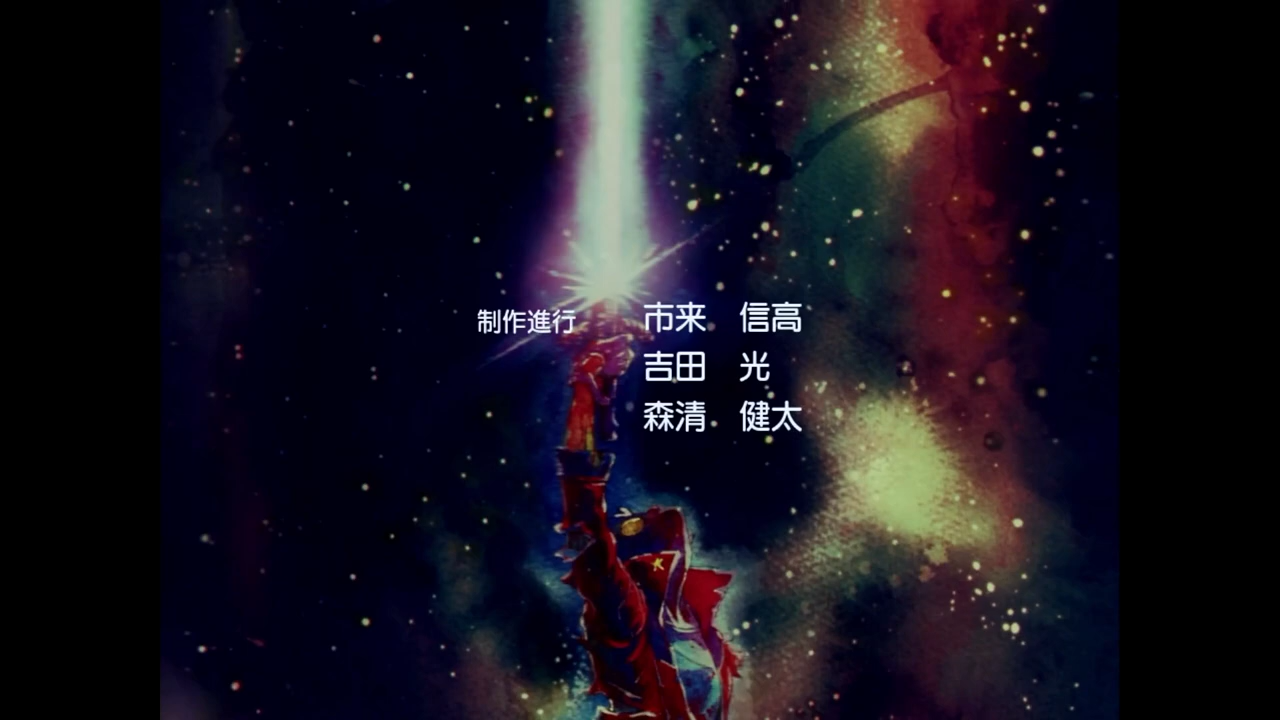 制作進行 市来 信高
吉田 光
森清 健太